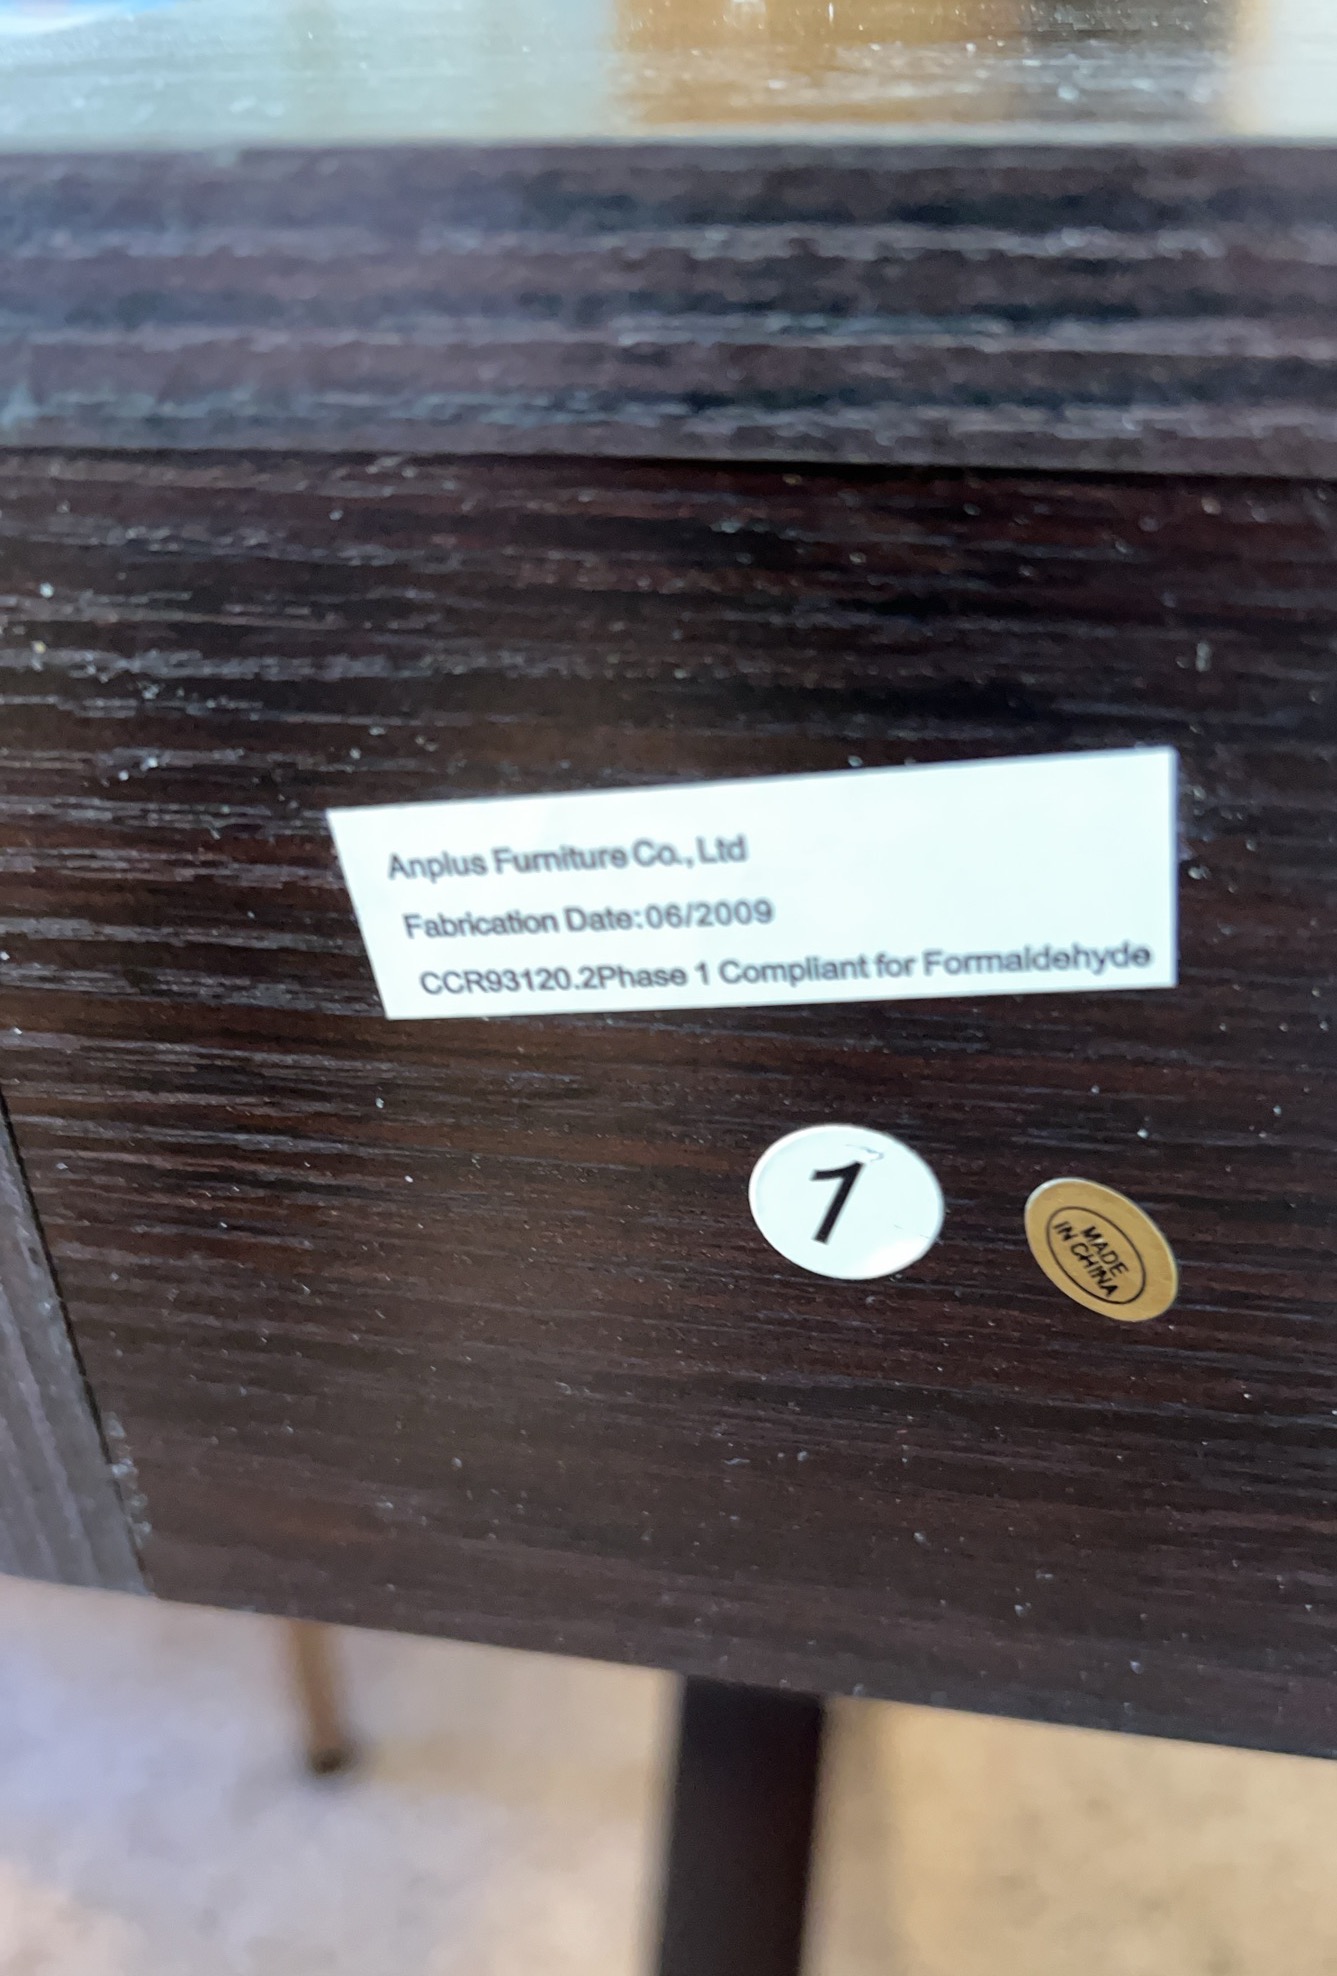 Anplus Furniture Co., Ltd
Fabrication Date:06/2009
CCR93120.2Phase 1 Compliant for Formaldehyde
1
MADE
IN CHINA